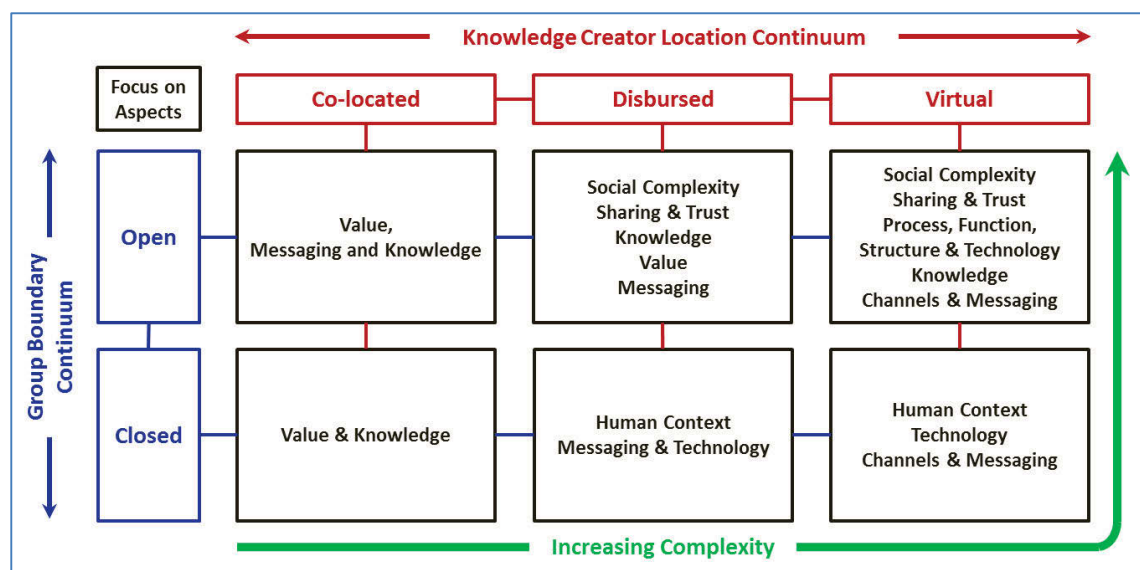 Knowledge Creator Location Continuum
Focus on
Aspects
Co-located
Disbursed
Virtual
Group Boundary
Continuum
Open
Value,
Messaging and Knowledge
Social Complexity
Sharing & Trust
Knowledge
Value
Messaging
Social Complexity
Sharing & Trust
Process, Function,
Structure & Technology
Knowledge
Channels & Messaging
Closed
Value & Knowledge
Human Context
Messaging & Technology
Human Context
Technology
Channels & Messaging
Increasing Complexity